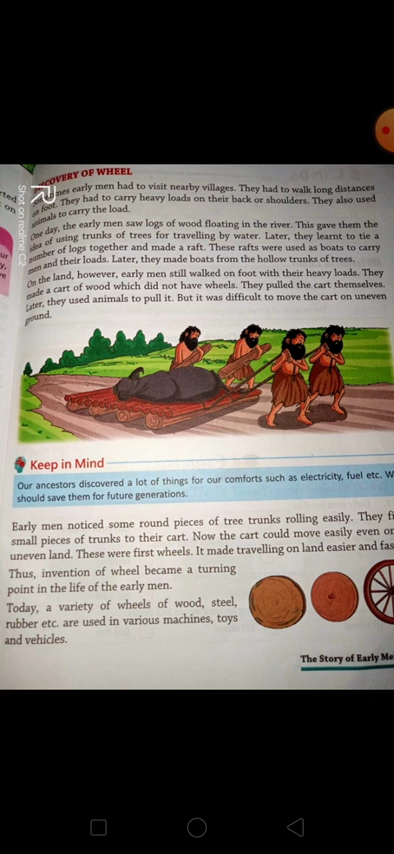 COVERY OF WHEEL
mes early men had to visit nearby villages. They had to walk long distances
on foot. They had to carry heavy loads on their back or shoulders. They also used
animals to carry the load.
One day, the early men saw logs of wood floating in the river. This gave them the
idea of using trunks of trees for travelling by water. Later, they learnt to tie a
number of logs together and made a raft. These rafts were used as boats to carry
men and their loads. Later, they made boats from the hollow trunks of trees.
On the land, however, early men still walked on foot with their heavy loads. They
made a cart of wood which did not have wheels. They pulled the cart themselves.
Later, they used animals to pull it. But it was difficult to move the cart on uneven
ground.
Keep in Mind
Our ancestors discovered a lot of things for our comforts such as electricity, fuel etc. W
should save them for future generations.
Early men noticed some round pieces of tree trunks rolling easily. They fi
small pieces of trunks to their cart. Now the cart could move easily even or
uneven land. These were first wheels. It made travelling on land easier and fas
Thus, invention of wheel became a turning
point in the life of the early men.
Today, a variety of wheels of wood, steel,
rubber etc. are used in various machines, toys
and vehicles.
The Story of Early Me
rted.
on
ur
y,
re
R
Shot on realme C2